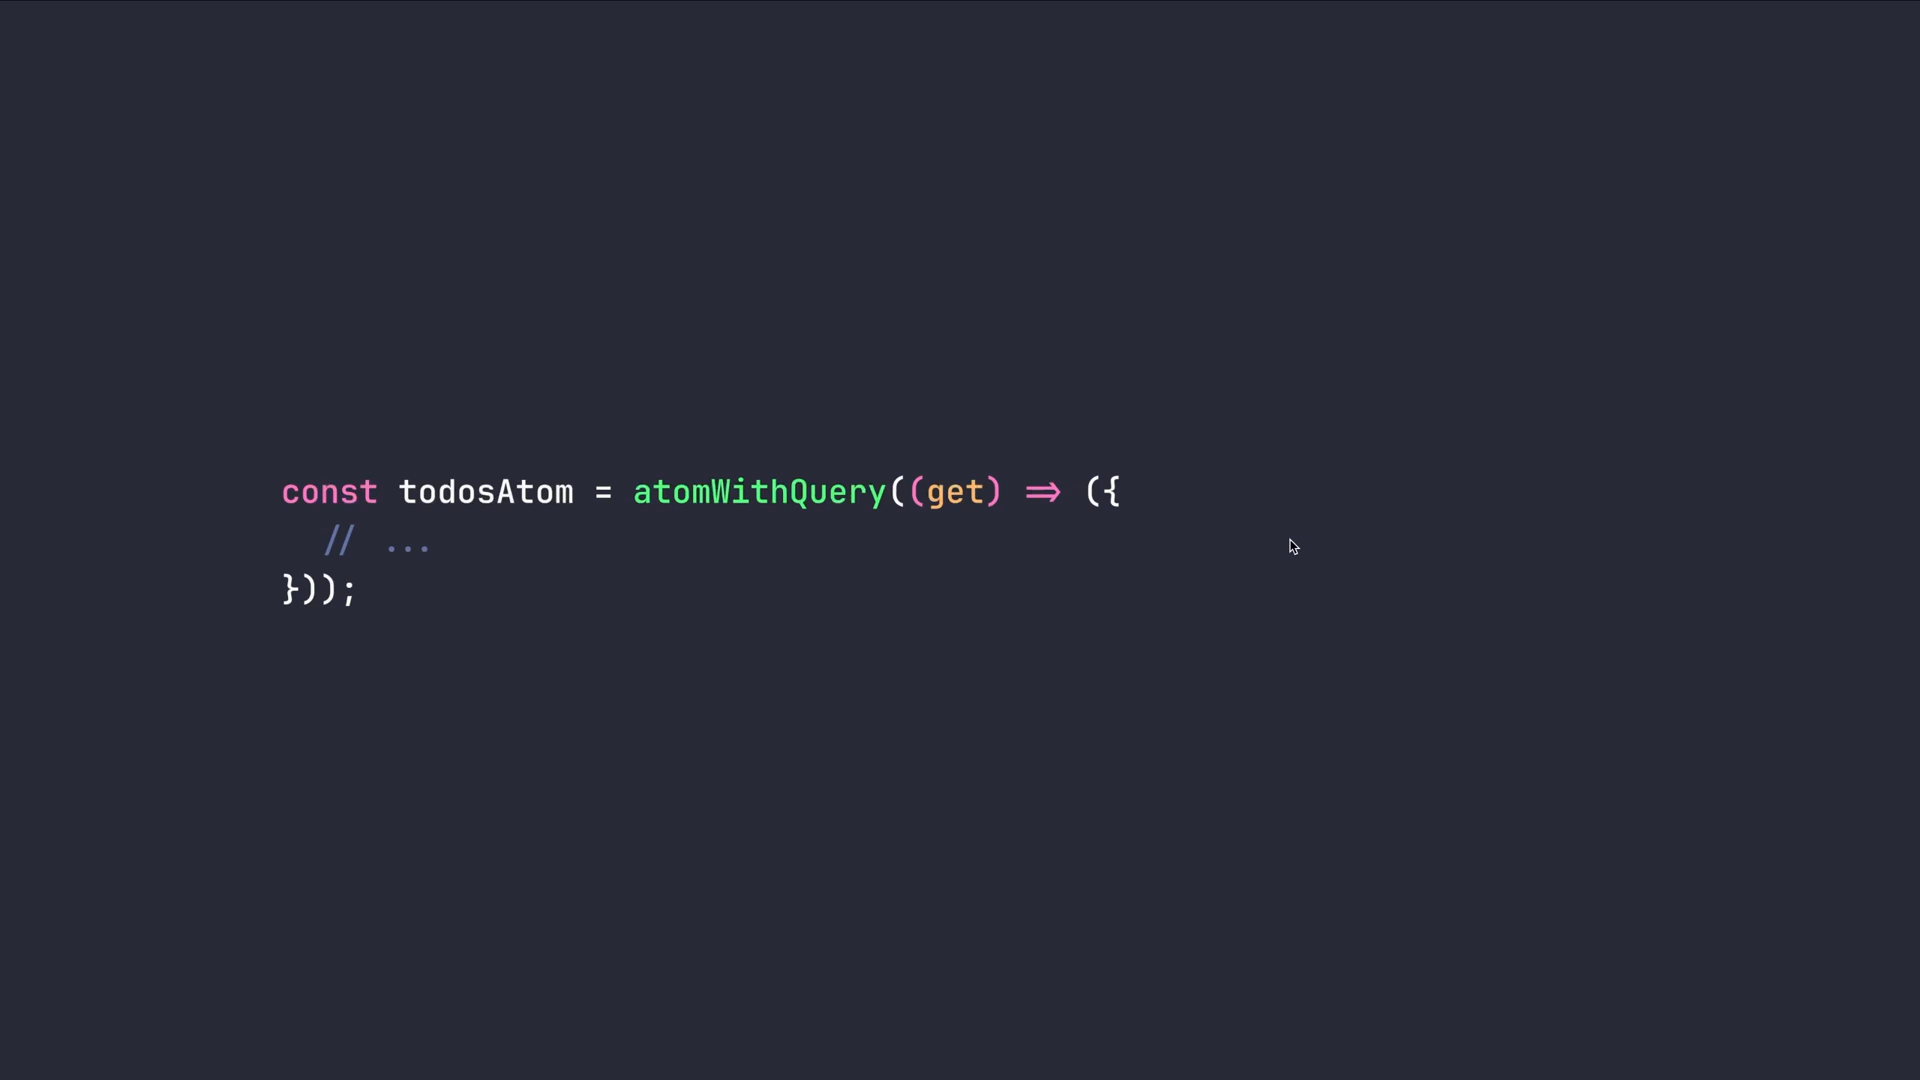 const todosAtom = atomWithQuery((get) => ({
// ...
}));